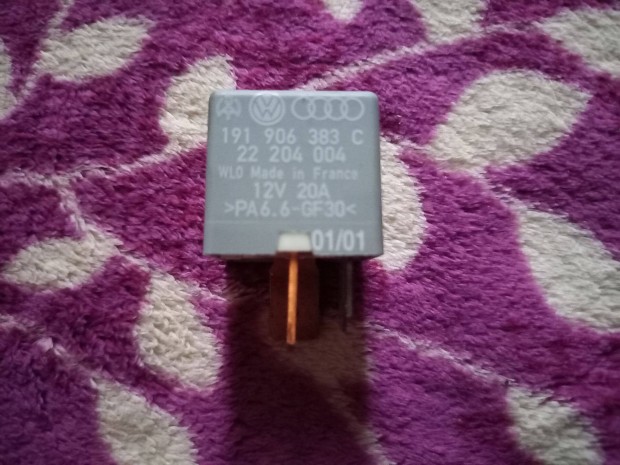 191 906 383 C
22 204 004
WLO Made in France
12V 20A
>PA6.6-GF30<
01/01